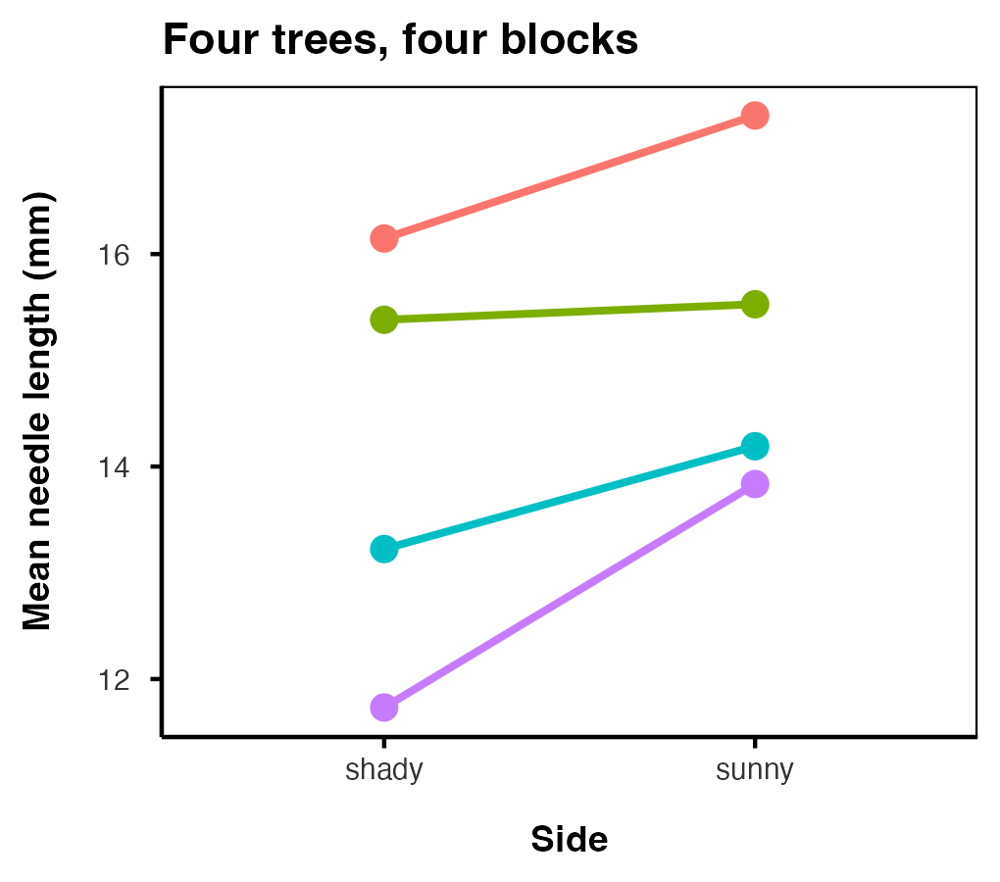 Four trees, four blocks
Mean needle length (mm)
16
14
12
shady
sunny
Side